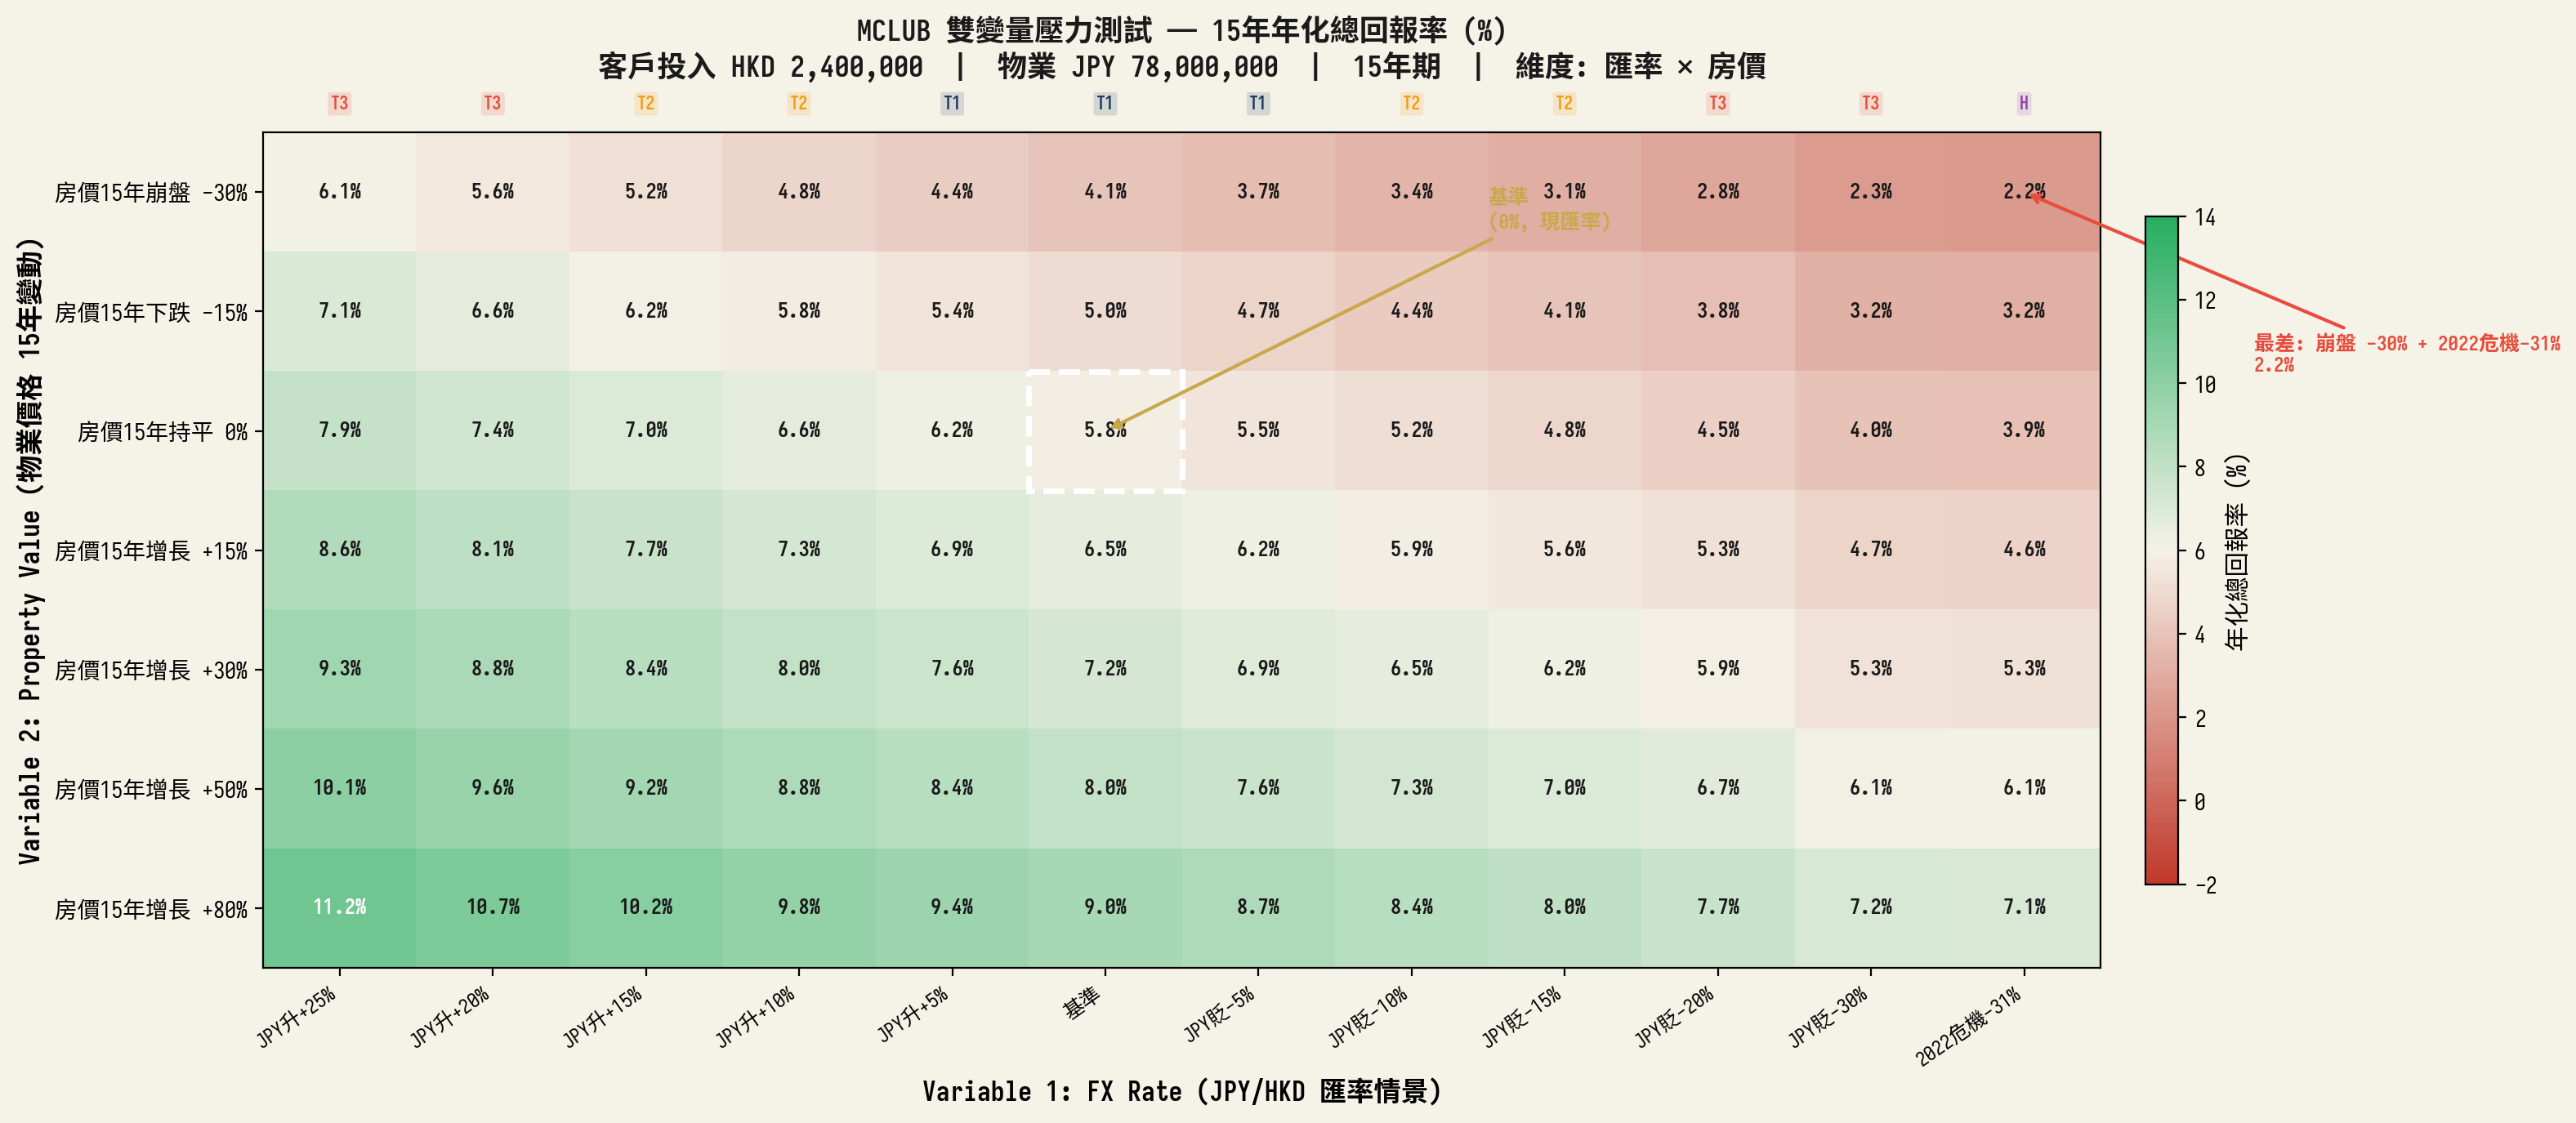 MCLUB 雙變量壓力測試 — 15年年化總回報率 (%)
客戶投入 HKD 2,400,000 | 物業 JPY 78,000,000 | 15年期 | 維度: 匯率 × 房價
T3 T3 T2 T2 T1 T1 T1 T2 T2 T3 T3 H
Variable 2: Property Value (物業價格 15年變動)
房價15年崩盤 -30% 6.1% 5.6% 5.2% 4.8% 4.4% 4.1% 3.7% 3.4% 3.1% 2.8% 2.3% 2.2%
基準
(0%, 現匯率)
房價15年下跌 -15% 7.1% 6.6% 6.2% 5.8% 5.4% 5.0% 4.7% 4.4% 4.1% 3.8% 3.2% 3.2%
房價15年持平 0% 7.9% 7.4% 7.0% 6.6% 6.2% 5.8% 5.5% 5.2% 4.8% 4.5% 4.0% 3.9%
房價15年增長 +15% 8.6% 8.1% 7.7% 7.3% 6.9% 6.5% 6.2% 5.9% 5.6% 5.3% 4.7% 4.6%
房價15年增長 +30% 9.3% 8.8% 8.4% 8.0% 7.6% 7.2% 6.9% 6.5% 6.2% 5.9% 5.3% 5.3%
房價15年增長 +50% 10.1% 9.6% 9.2% 8.8% 8.4% 8.0% 7.6% 7.3% 7.0% 6.7% 6.1% 6.1%
房價15年增長 +80% 11.2% 10.7% 10.2% 9.8% 9.4% 9.0% 8.7% 8.4% 8.0% 7.7% 7.2% 7.1%
JPY升+25% JPY升+20% JPY升+15% JPY升+10% JPY升+5% 基準 JPY貶-5% JPY貶-10% JPY貶-15% JPY貶-20% JPY貶-30% 2022危機-31%
Variable 1: FX Rate (JPY/HKD 匯率情景)
14
12
10
8
6
4
2
0
-2
年化總回報率 (%)
最差: 崩盤 -30% + 2022危機-31%
2.2%